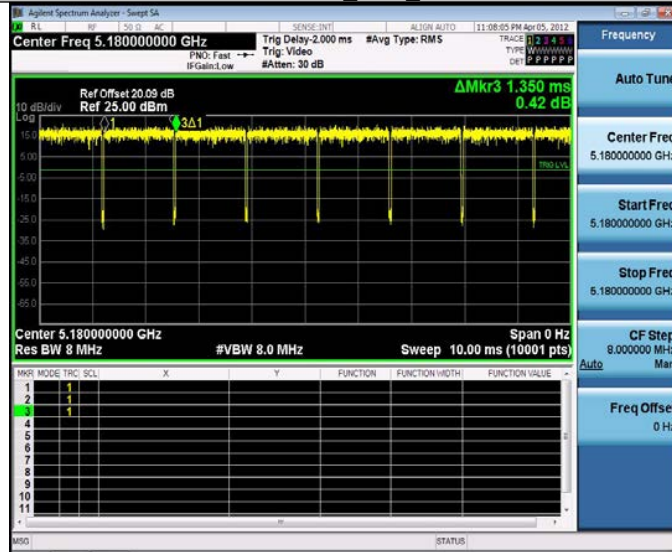 Agilent Spectrum Analyzer - Swept SA
RL RF 50 Ω AC SENSE:INT ALIGN AUTO 11:08:05 PM Apr 05, 2012
Center Freq 5.180000000 GHz
PNO: Fast
IFGain:Low
Trig Delay-2.000 ms
Trig: Video
#Atten: 30 dB
#Avg Type: RMS
TRACE 1 2 3 4 5 6
TYPE WWWWWW
DET P P P P P P
Ref Offset 20.09 dB
10 dB/div Ref 25.00 dBm
Log
ΔMkr3 1.350 ms
0.42 dB
1
3Δ1
15.0
5.00
-5.00
-15.0
-25.0
-35.0
-45.0
-55.0
-65.0
TRIG LVL
Center 5.180000000 GHz Span 0 Hz
Res BW 8 MHz #VBW 8.0 MHz Sweep 10.00 ms (10001 pts)
MKR MODE TRC SCL X Y FUNCTION FUNCTION WIDTH FUNCTION VALUE
1 1
2 1
3 1
4
5
6
7
8
9
10
11
MSG STATUS
Frequency
Auto Tune
Center Freq
5.180000000 GHz
Start Freq
5.180000000 GHz
Stop Freq
5.180000000 GHz
CF Step
8.000000 MHz
Auto Man
Freq Offset
0 Hz